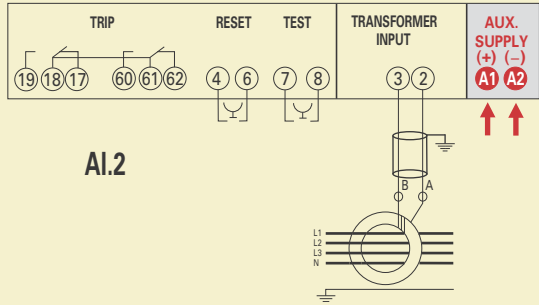 TRIP
RESET
TEST
TRANSFORMER
INPUT
AUX.
SUPPLY
(+) (–)
19 18 17 60 61 62 4 6 7 8 3 2 A1 A2
AI.2
B A
L1
L2
L3
N